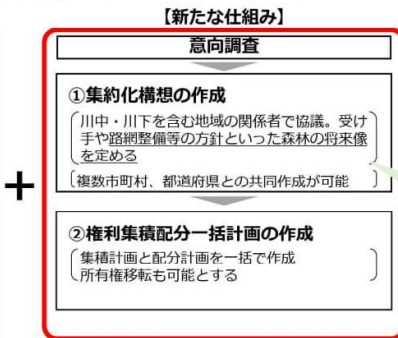 【新たな仕組み】
意向調査
①集約化構想の作成
川中・川下を含む地域の関係者で協議。受け
手や路網整備等の方針といった森林の将来像
を定める
複数市町村、都道府県との共同作成が可能
+
②権利集積配分一括計画の作成
集積計画と配分計画を一括で作成
所有権移転も可能とする